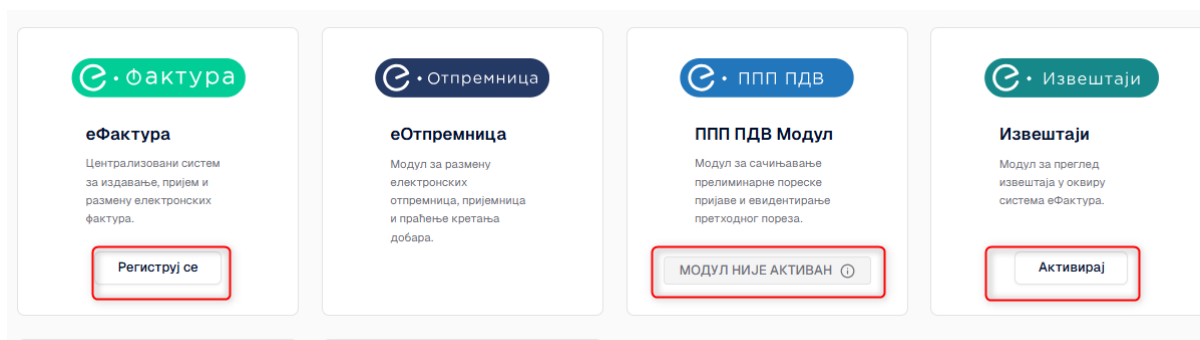 е · Фактура
еФактура
Централизовани систем
за издавање, пријем и
размену електронских
фактура.
Региструј се
е · Отпремница
еОтпремница
Модул за размену
електронских
отпремница, пријемница
и праћење кретања
добара.
е · ППП ПДВ
ППП ПДВ Модул
Модул за сачињавање
прелиминарне пореске
пријаве и евидентирање
претходног пореза.
МОДУЛ НИЈЕ АКТИВАН
е · Извештаји
Извештаји
Модул за преглед
извештаја у оквиру
система еФактура.
Активирај